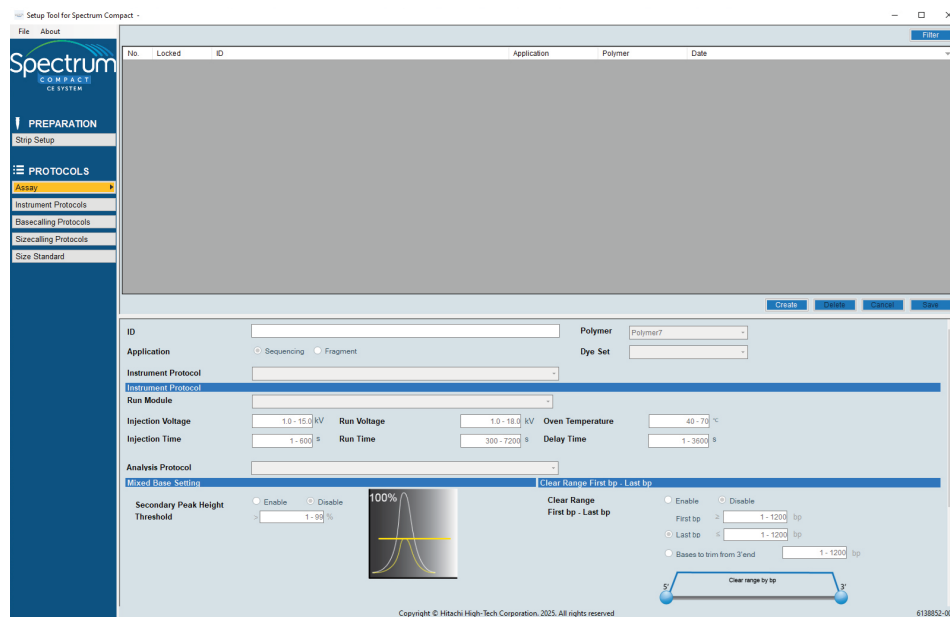 Setup Tool for Spectrum Compact -
File About
Filter
Spectrum
COMPACT
CE SYSTEM
PREPARATION
Strip Setup
PROTOCOLS
Assay
Instrument Protocols
Basecalling Protocols
Sizecalling Protocols
Size Standard
No. Locked ID Application Polymer Date
Create Delete Cancel Save
ID Polymer Polymer7
Application Sequencing Fragment Dye Set
Instrument Protocol
Instrument Protocol
Run Module
Injection Voltage 1.0 - 15.0 kV Run Voltage 1.0 - 18.0 kV Oven Temperature 40 - 70 °C
Injection Time 1 - 600 s Run Time 300 - 7200 s Delay Time 1 - 3600 s
Analysis Protocol
Mixed Base Setting Clear Range First bp - Last bp
Secondary Peak Height Threshold Enable Disable
> 1 - 99 %
100%
Clear Range
First bp - Last bp
Enable Disable
First bp ≥ 1 - 1200 bp
Last bp ≤ 1 - 1200 bp
Bases to trim from 3'end 1 - 1200 bp
Clear range by bp
5' 3'
Copyright © Hitachi High-Tech Corporation. 2025. All rights reserved